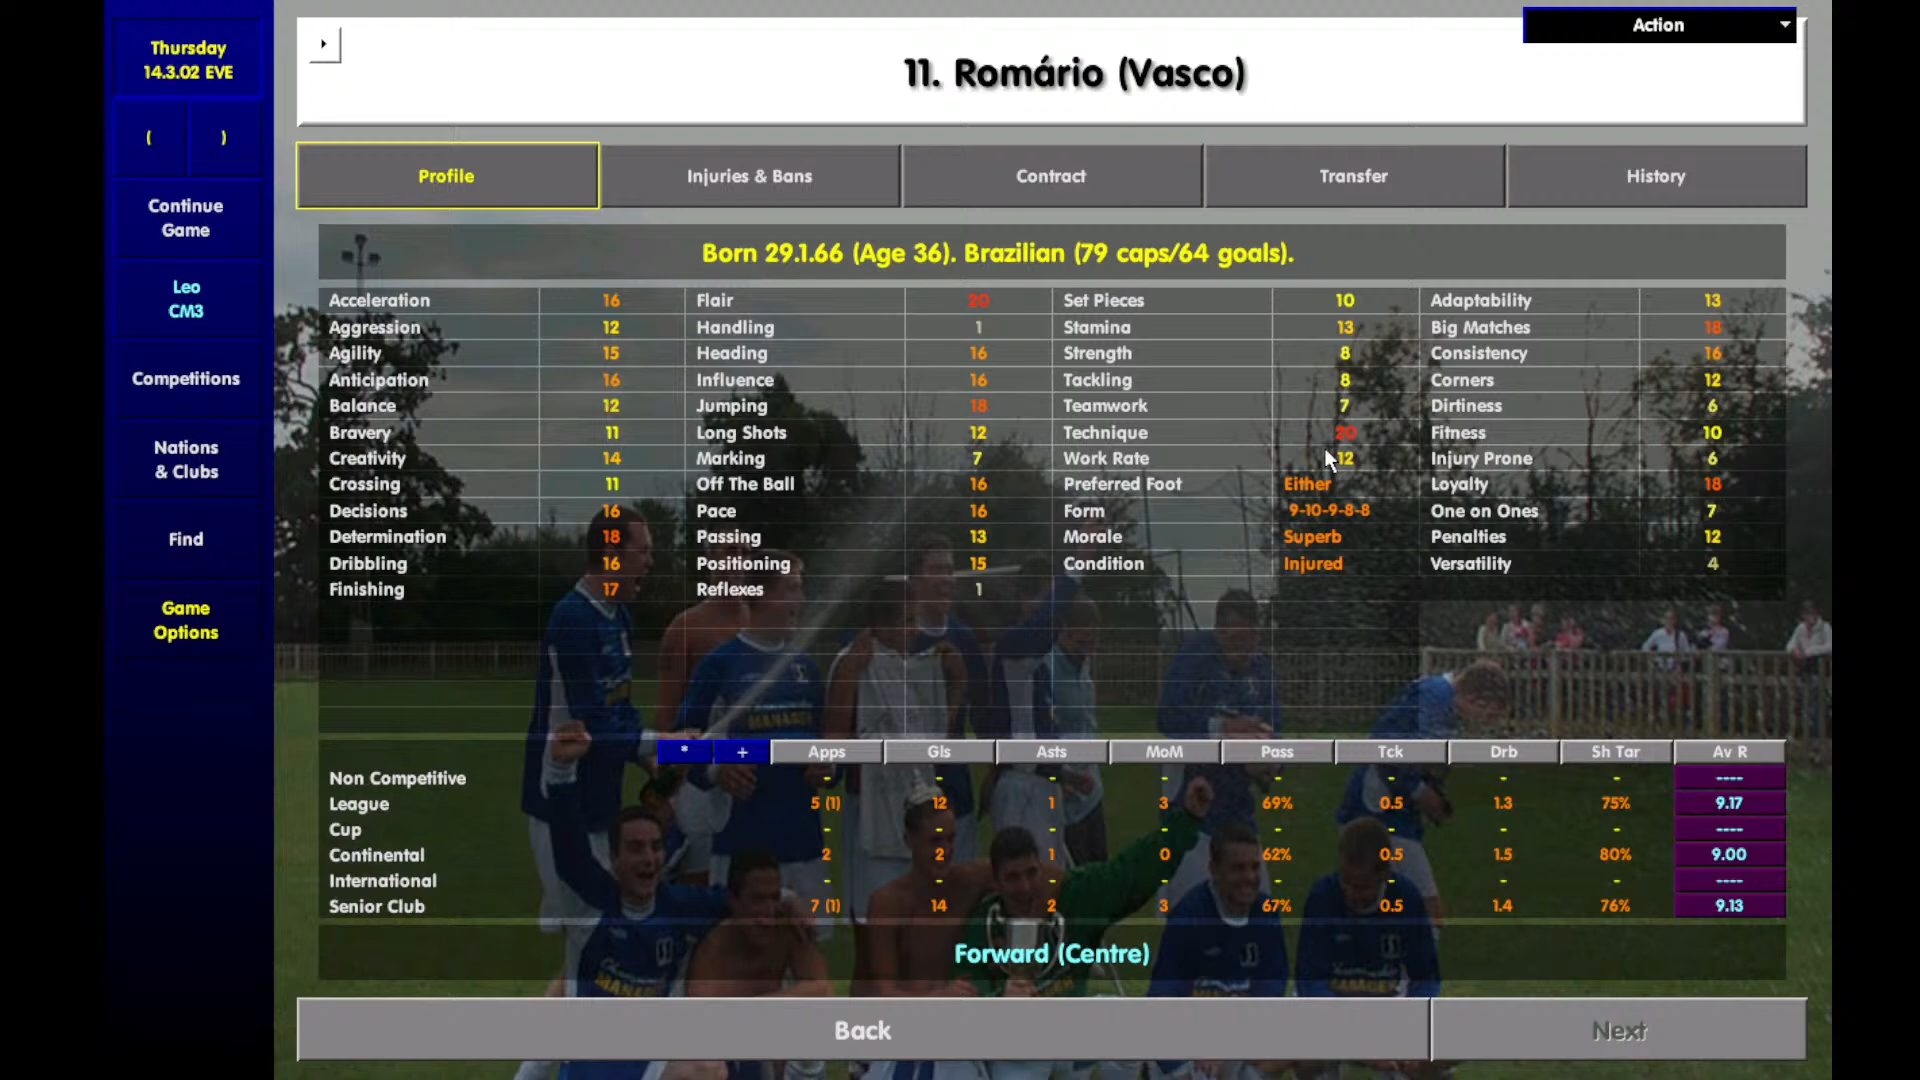 Action
Thursday
14.3.02 EVE
( )
Continue
Game
Leo
CM3
Competitions
Nations
& Clubs
Find
Game
Options
11. Romário (Vasco)
Profile Injuries & Bans Contract Transfer History
Born 29.1.66 (Age 36). Brazilian (79 caps/64 goals).
Acceleration 16 Flair 20 Set Pieces 10 Adaptability 13
Aggression 12 Handling 1 Stamina 13 Big Matches 18
Agility 15 Heading 16 Strength 8 Consistency 16
Anticipation 16 Influence 16 Tackling 8 Corners 12
Balance 12 Jumping 18 Teamwork 7 Dirtiness 6
Bravery 11 Long Shots 12 Technique 20 Fitness 10
Creativity 14 Marking 7 Work Rate 12 Injury Prone 6
Crossing 11 Off The Ball 16 Preferred Foot Either Loyalty 18
Decisions 16 Pace 16 Form 9-10-9-8-8 One on Ones 7
Determination 18 Passing 13 Morale Superb Penalties 12
Dribbling 16 Positioning 15 Condition Injured Versatility 4
Finishing 17 Reflexes 1
* + Apps Gls Asts MoM Pass Tck Drb Sh Tar Av R
Non Competitive - - - - - - - - ----
League 5 (1) 12 1 3 69% 0.5 1.3 75% 9.17
Cup - - - - - - - - ----
Continental 2 2 1 0 62% 0.5 1.5 80% 9.00
International - - - - - - - - ----
Senior Club 7 (1) 14 2 3 67% 0.5 1.4 76% 9.13
Forward (Centre)
Back Next